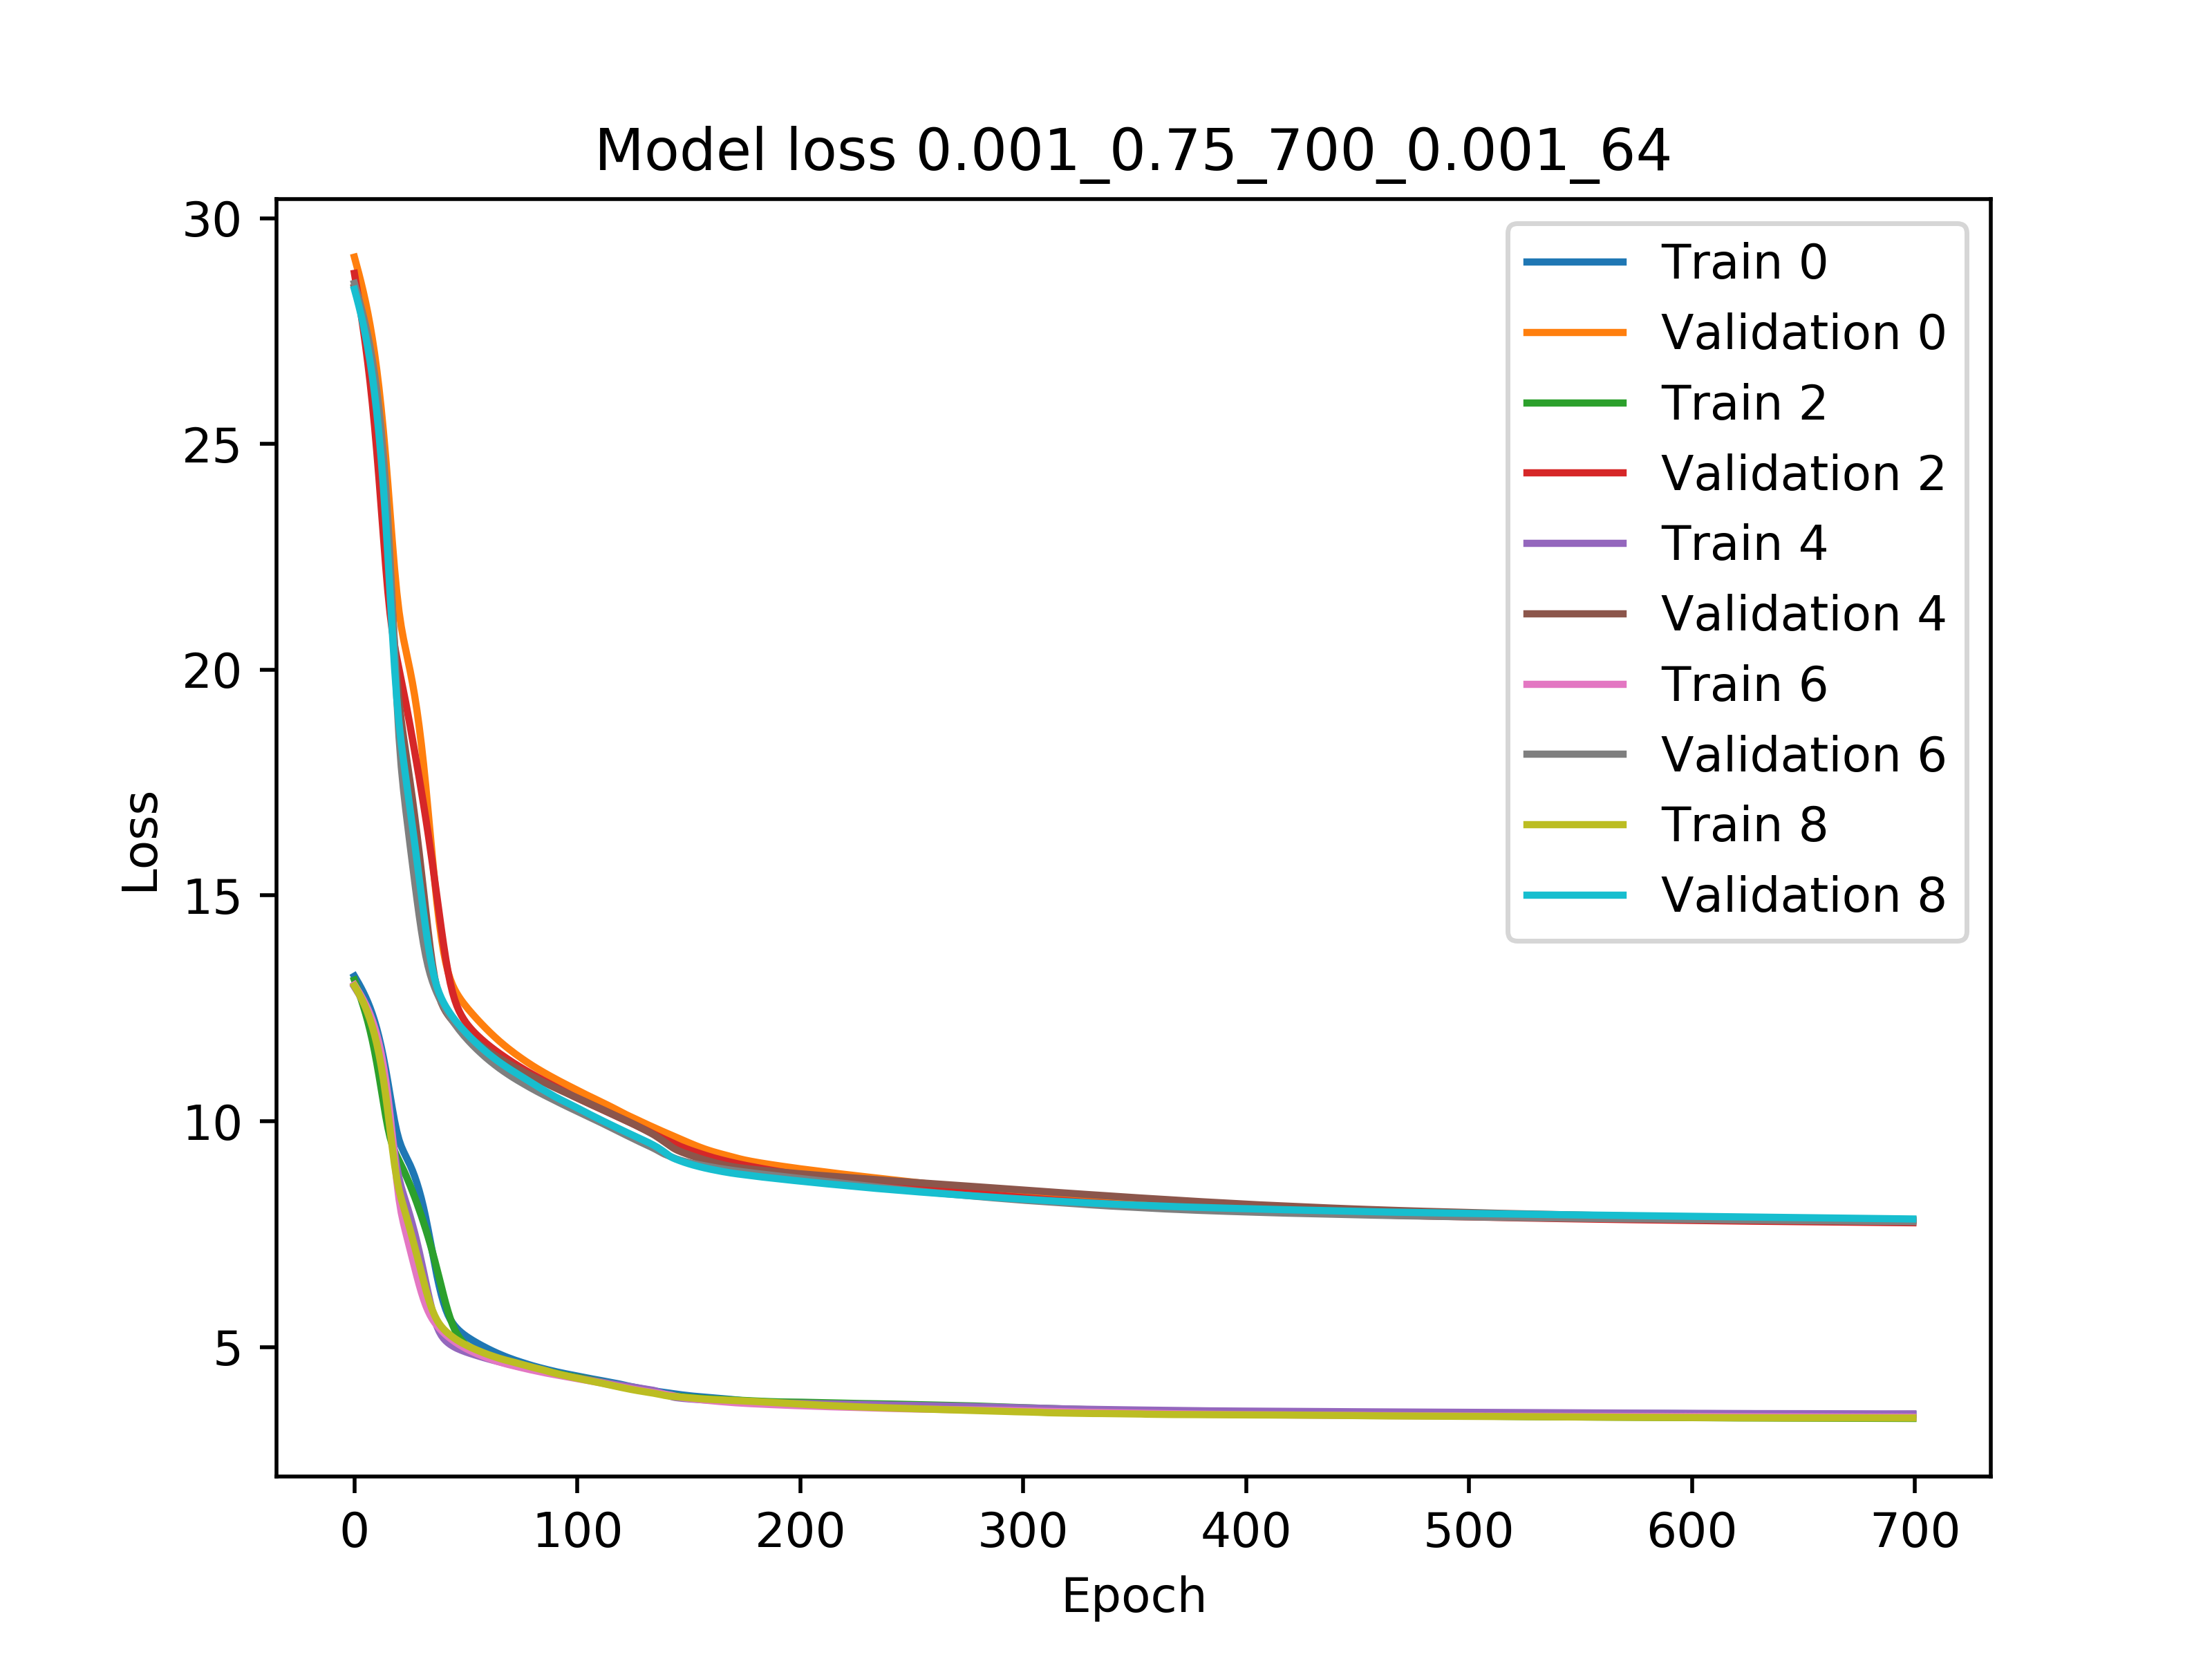 Model loss 0.001_0.75_700_0.001_64
30
25
20
15
10
5
Loss
Train 0
Validation 0
Train 2
Validation 2
Train 4
Validation 4
Train 6
Validation 6
Train 8
Validation 8
0 100 200 300 400 500 600 700
Epoch